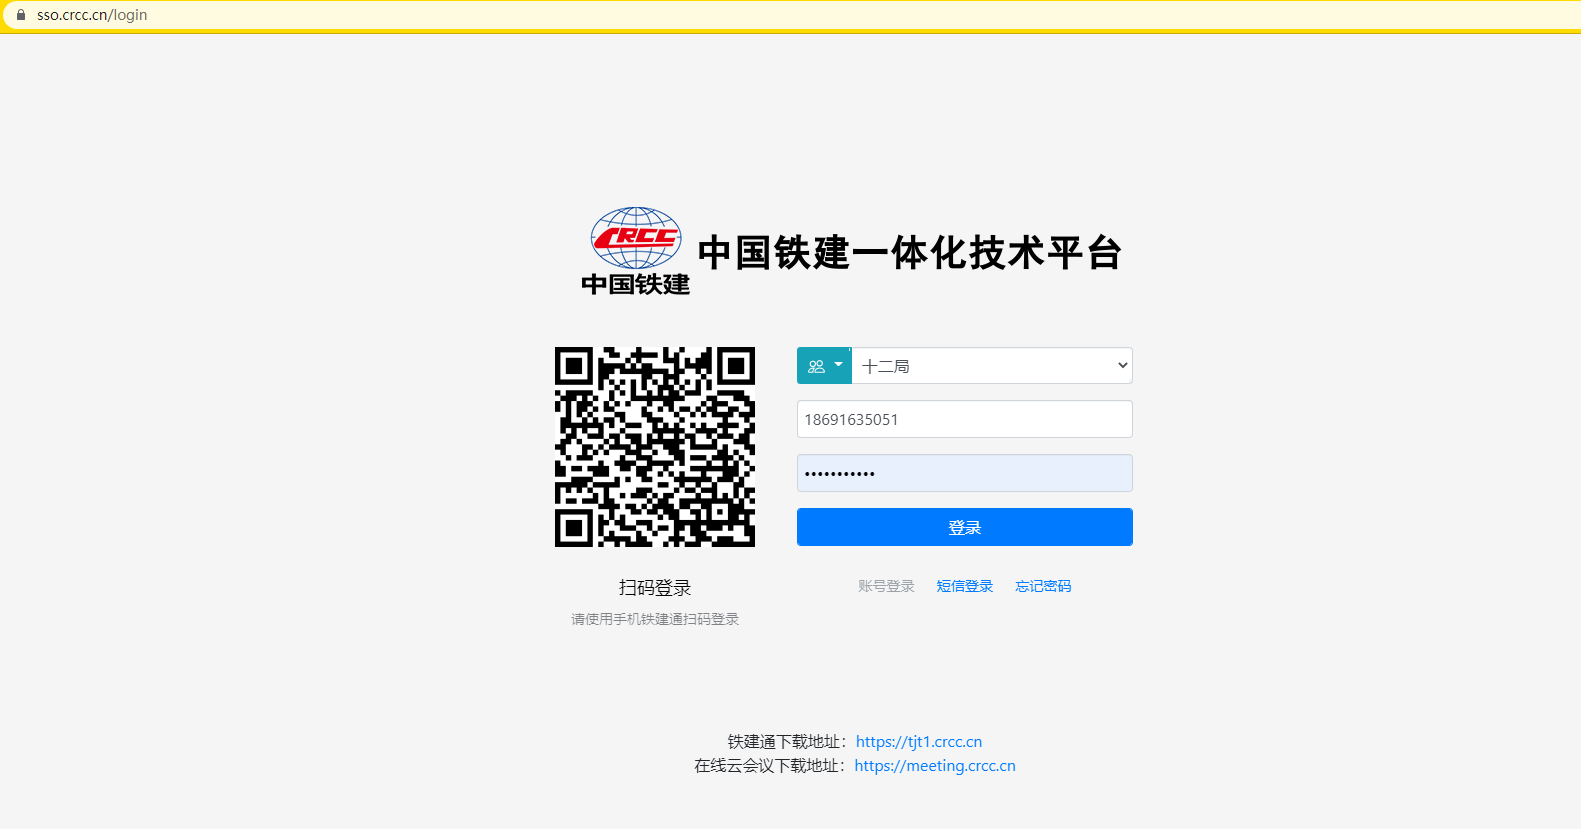 sso.crcc.cn/login
CRCC
中国铁建
中国铁建一体化技术平台
十二局
18691635051
•••••••••••
登录
扫码登录
请使用手机铁建通扫码登录
账号登录 短信登录 忘记密码
铁建通下载地址：https://tjt1.crcc.cn
在线云会议下载地址：https://meeting.crcc.cn